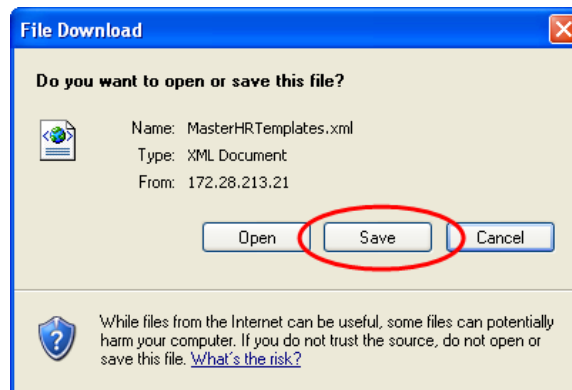 File Download
Do you want to open or save this file?
Name: MasterHRTemplates.xml
Type: XML Document
From: 172.28.213.21
Open Save Cancel
While files from the Internet can be useful, some files can potentially
harm your computer. If you do not trust the source, do not open or
save this file. What's the risk?